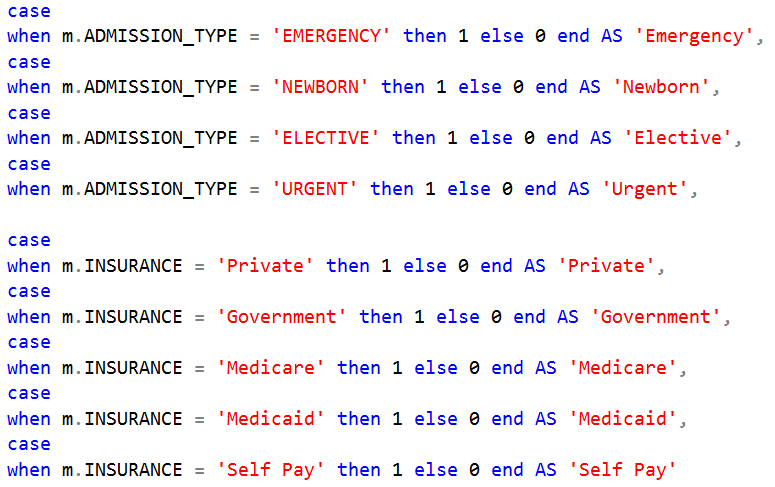 case
when m.ADMISSION_TYPE = 'EMERGENCY' then 1 else 0 end AS 'Emergency',
case
when m.ADMISSION_TYPE = 'NEWBORN' then 1 else 0 end AS 'Newborn',
case
when m.ADMISSION_TYPE = 'ELECTIVE' then 1 else 0 end AS 'Elective',
case
when m.ADMISSION_TYPE = 'URGENT' then 1 else 0 end AS 'Urgent',
case
when m.INSURANCE = 'Private' then 1 else 0 end AS 'Private',
case
when m.INSURANCE = 'Government' then 1 else 0 end AS 'Government',
case
when m.INSURANCE = 'Medicare' then 1 else 0 end AS 'Medicare',
case
when m.INSURANCE = 'Medicaid' then 1 else 0 end AS 'Medicaid',
case
when m.INSURANCE = 'Self Pay' then 1 else 0 end AS 'Self Pay'